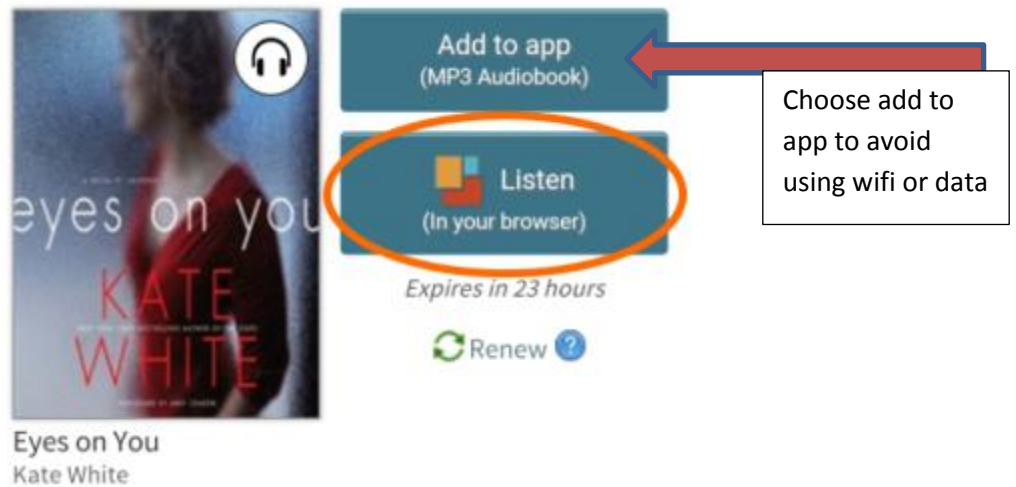 eyes on you
KATE
WHITE
Add to app
(MP3 Audiobook)
Listen
(In your browser)
Expires in 23 hours
Renew ?
Choose add to
app to avoid
using wifi or data
Eyes on You
Kate White